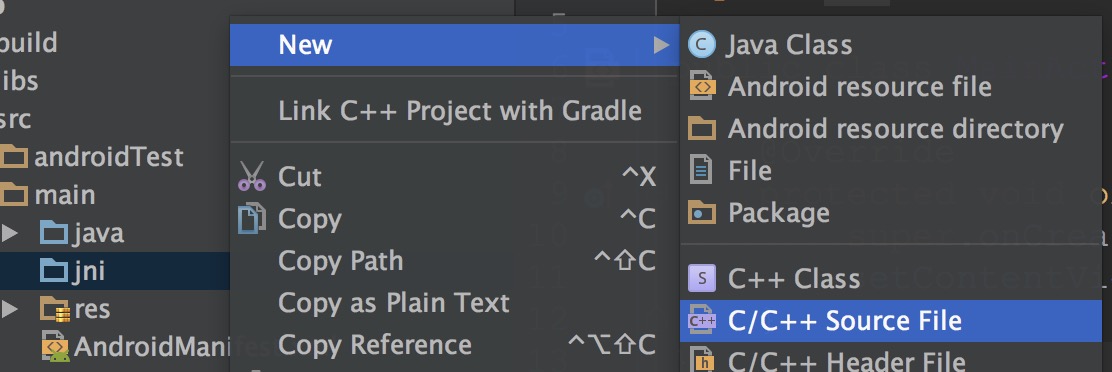 build
libs
src
androidTest
main
java
jni
res
AndroidManifest
New
Link C++ Project with Gradle
Cut ^X
Copy ^C
Copy Path ^⇧C
Copy as Plain Text
Copy Reference ^⌥⇧C
Java Class
Android resource file
Android resource directory
File
Package
C++ Class
C/C++ Source File
C/C++ Header File